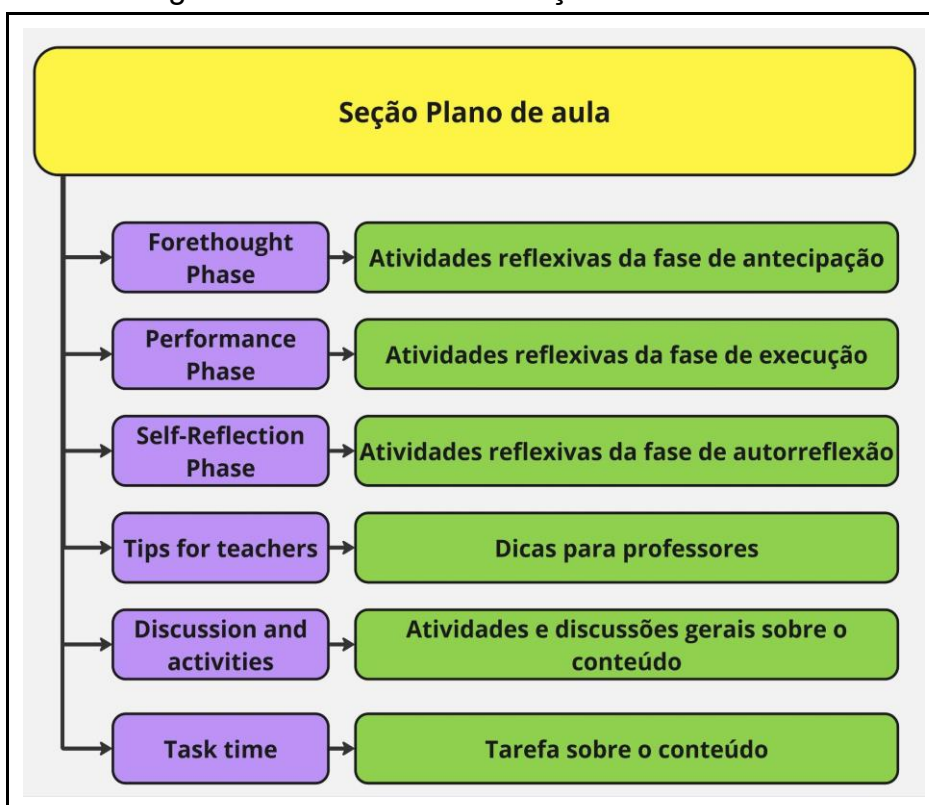 Seção Plano de aula
Forethought
Phase
Atividades reflexivas da fase de antecipação
Performance
Phase
Atividades reflexivas da fase de execução
Self-Reflection
Phase
Atividades reflexivas da fase de autorreflexão
Tips for teachers
Dicas para professores
Discussion and
activities
Atividades e discussões gerais sobre o
conteúdo
Task time
Tarefa sobre o conteúdo